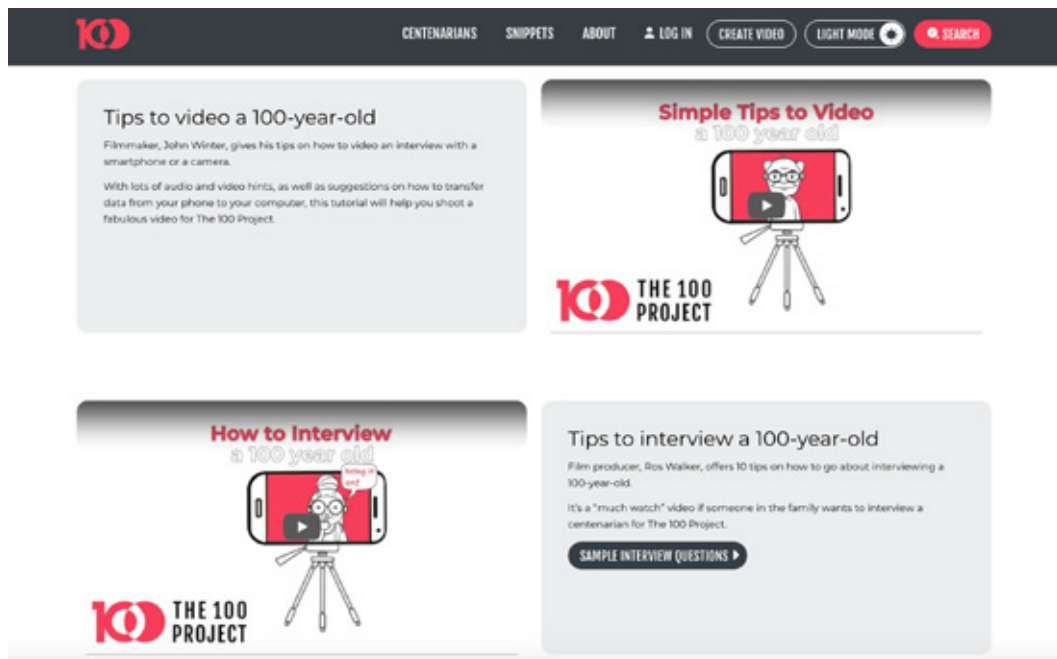 100
CENTENARIANS
SNIPPETS
ABOUT
LOG IN
CREATE VIDEO
LIGHT MODE
SEARCH
Tips to video a 100-year-old
Filmmaker, John Winter, gives his tips on how to video an interview with a
smartphone or a camera.
With lots of audio and video hints, as well as suggestions on how to transfer
data from your phone to your computer, this tutorial will help you shoot a
fabulous video for The 100 Project.
Simple Tips to Video
a 100 year old
100
THE 100
PROJECT
How to Interview
a 100 year old
bring it
on!
100
THE 100
PROJECT
Tips to interview a 100-year-old
Film producer, Ros Walker, offers 10 tips on how to go about interviewing a
100-year-old.
It's a "much watch" video if someone in the family wants to interview a
centenarian for The 100 Project.
SAMPLE INTERVIEW QUESTIONS